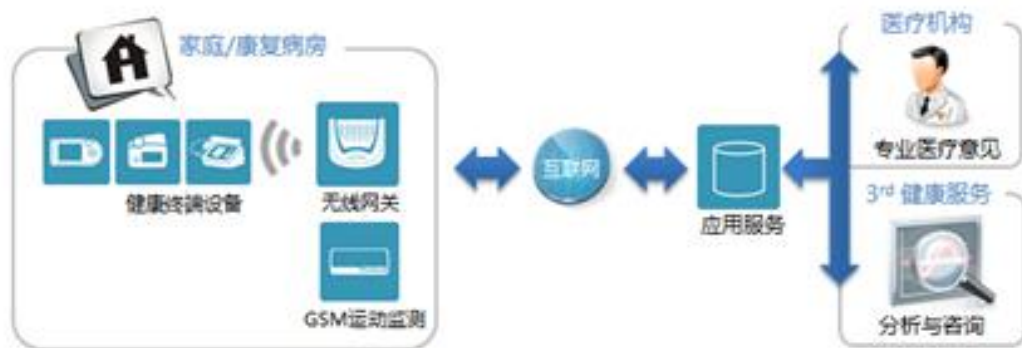 家庭/康复病房
健康终端设备
无线网关
GSM运动监测
互联网
应用服务
医疗机构
专业医疗意见
3rd 健康服务
分析与咨询